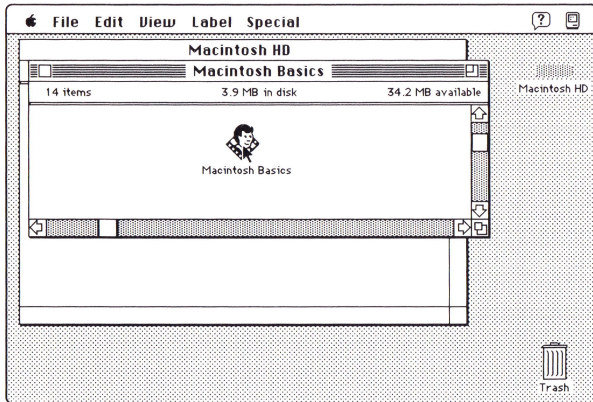 File Edit View Label Special
?
Macintosh HD
Macintosh Basics
14 items 3.9 MB in disk 34.2 MB available
Macintosh HD
Macintosh Basics
Trash